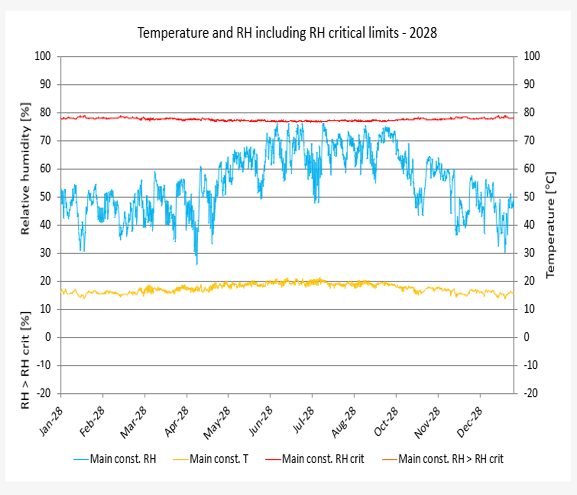 Temperature and RH including RH critical limits - 2028
100 100
90 90
80 80
70 70
60 60
50 50
40 40
30 30
20 20
10 10
0 0
-10 -10
-20 -20
Relative humidity [%]
RH > RH crit [%]
Temperature [°C]
Jan-28 Feb-28 Mar-28 Apr-28 May-28 Jun-28 Jul-28 Aug-28 Oct-28 Nov-28 Dec-28
Main const. RH Main const. T Main const. RH crit Main const. RH > RH crit